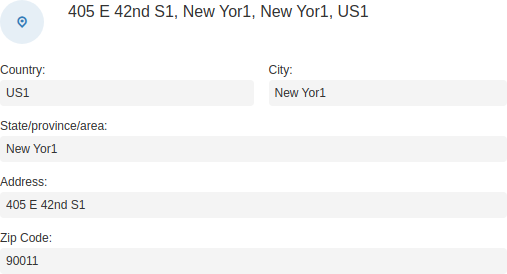 405 E 42nd S1, New Yor1, New Yor1, US1
Country: City:
US1 New Yor1
State/province/area:
New Yor1
Address:
405 E 42nd S1
Zip Code:
90011